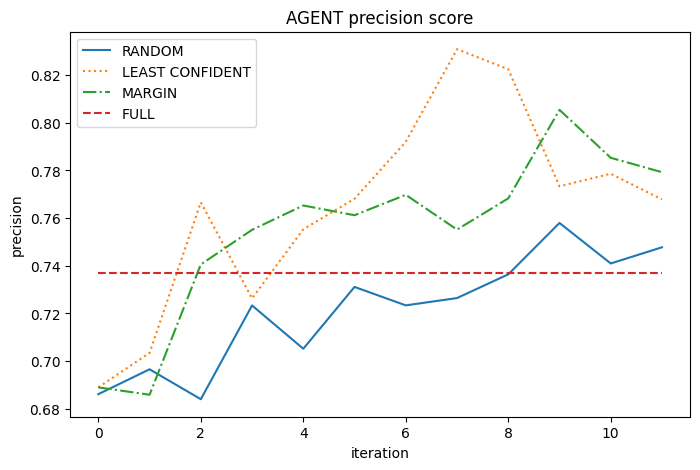 AGENT precision score
RANDOM
LEAST CONFIDENT
MARGIN
FULL
precision
0.82
0.80
0.78
0.76
0.74
0.72
0.70
0.68
0 2 4 6 8 10
iteration